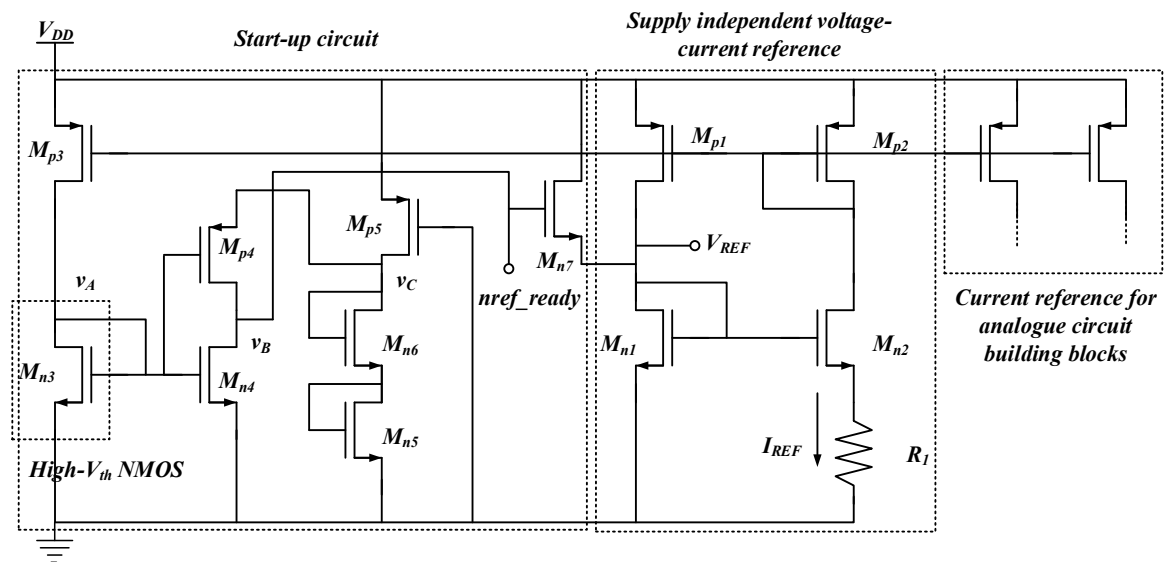 V_DD
Start-up circuit
Supply independent voltage-
current reference
M_p3
M_p1
M_p2
M_p4
M_p5
V_REF
M_n7
v_A
v_C
nref_ready
Current reference for
analogue circuit
building blocks
v_B
M_n6
M_n1
M_n2
M_n3
M_n4
M_n5
I_REF
R_1
High-V_th NMOS